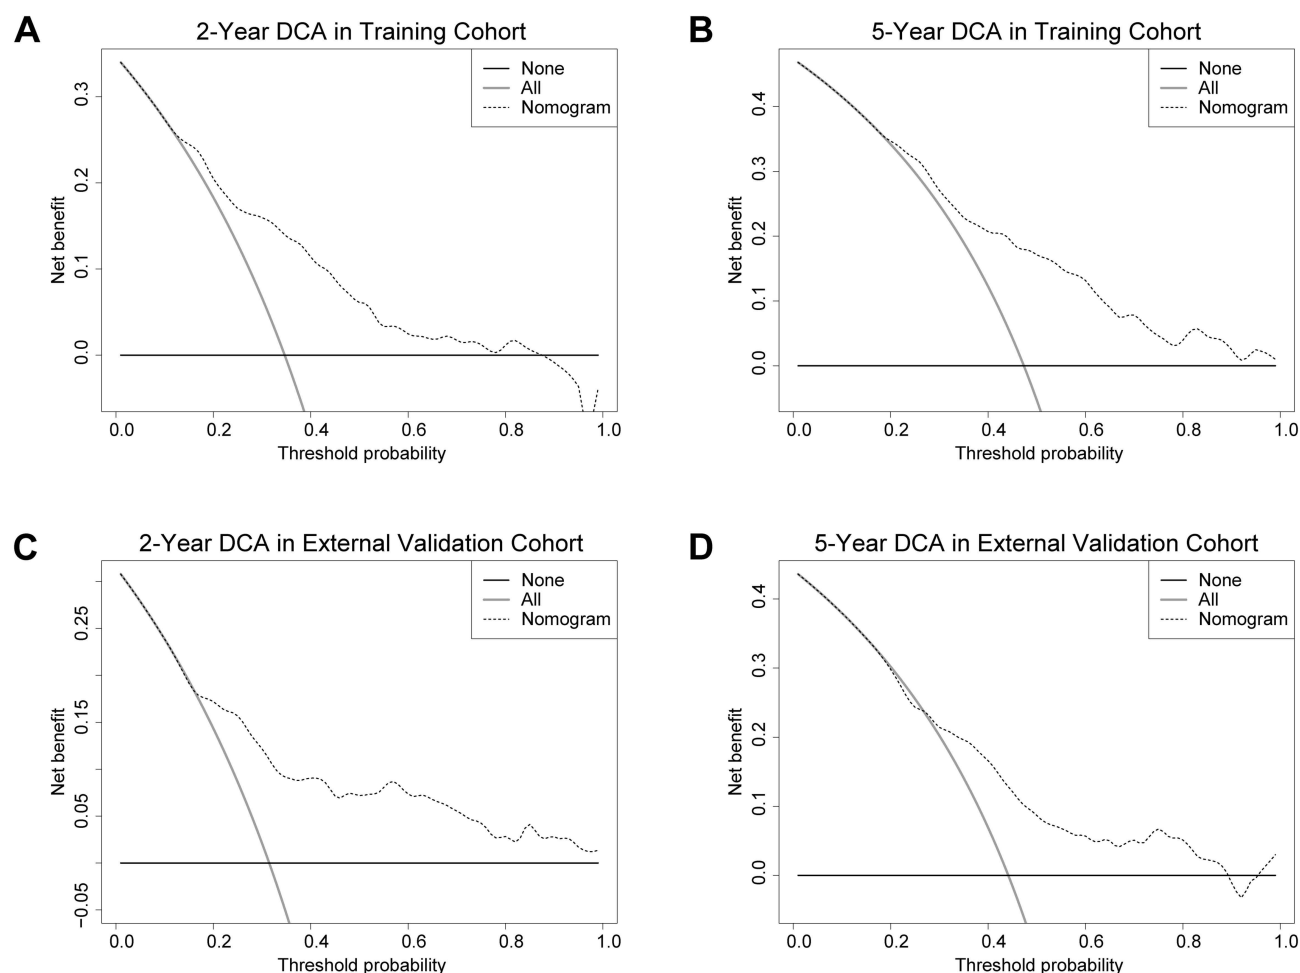 A
2-Year DCA in Training Cohort
None
All
Nomogram
Net benefit
0.3
0.2
0.1
0.0
0.0 0.2 0.4 0.6 0.8 1.0
Threshold probability
B
5-Year DCA in Training Cohort
None
All
Nomogram
Net benefit
0.4
0.3
0.2
0.1
0.0
0.0 0.2 0.4 0.6 0.8 1.0
Threshold probability
C
2-Year DCA in External Validation Cohort
None
All
Nomogram
Net benefit
0.25
0.15
0.05
−0.05
0.0 0.2 0.4 0.6 0.8 1.0
Threshold probability
D
5-Year DCA in External Validation Cohort
None
All
Nomogram
Net benefit
0.4
0.3
0.2
0.1
0.0
0.0 0.2 0.4 0.6 0.8 1.0
Threshold probability